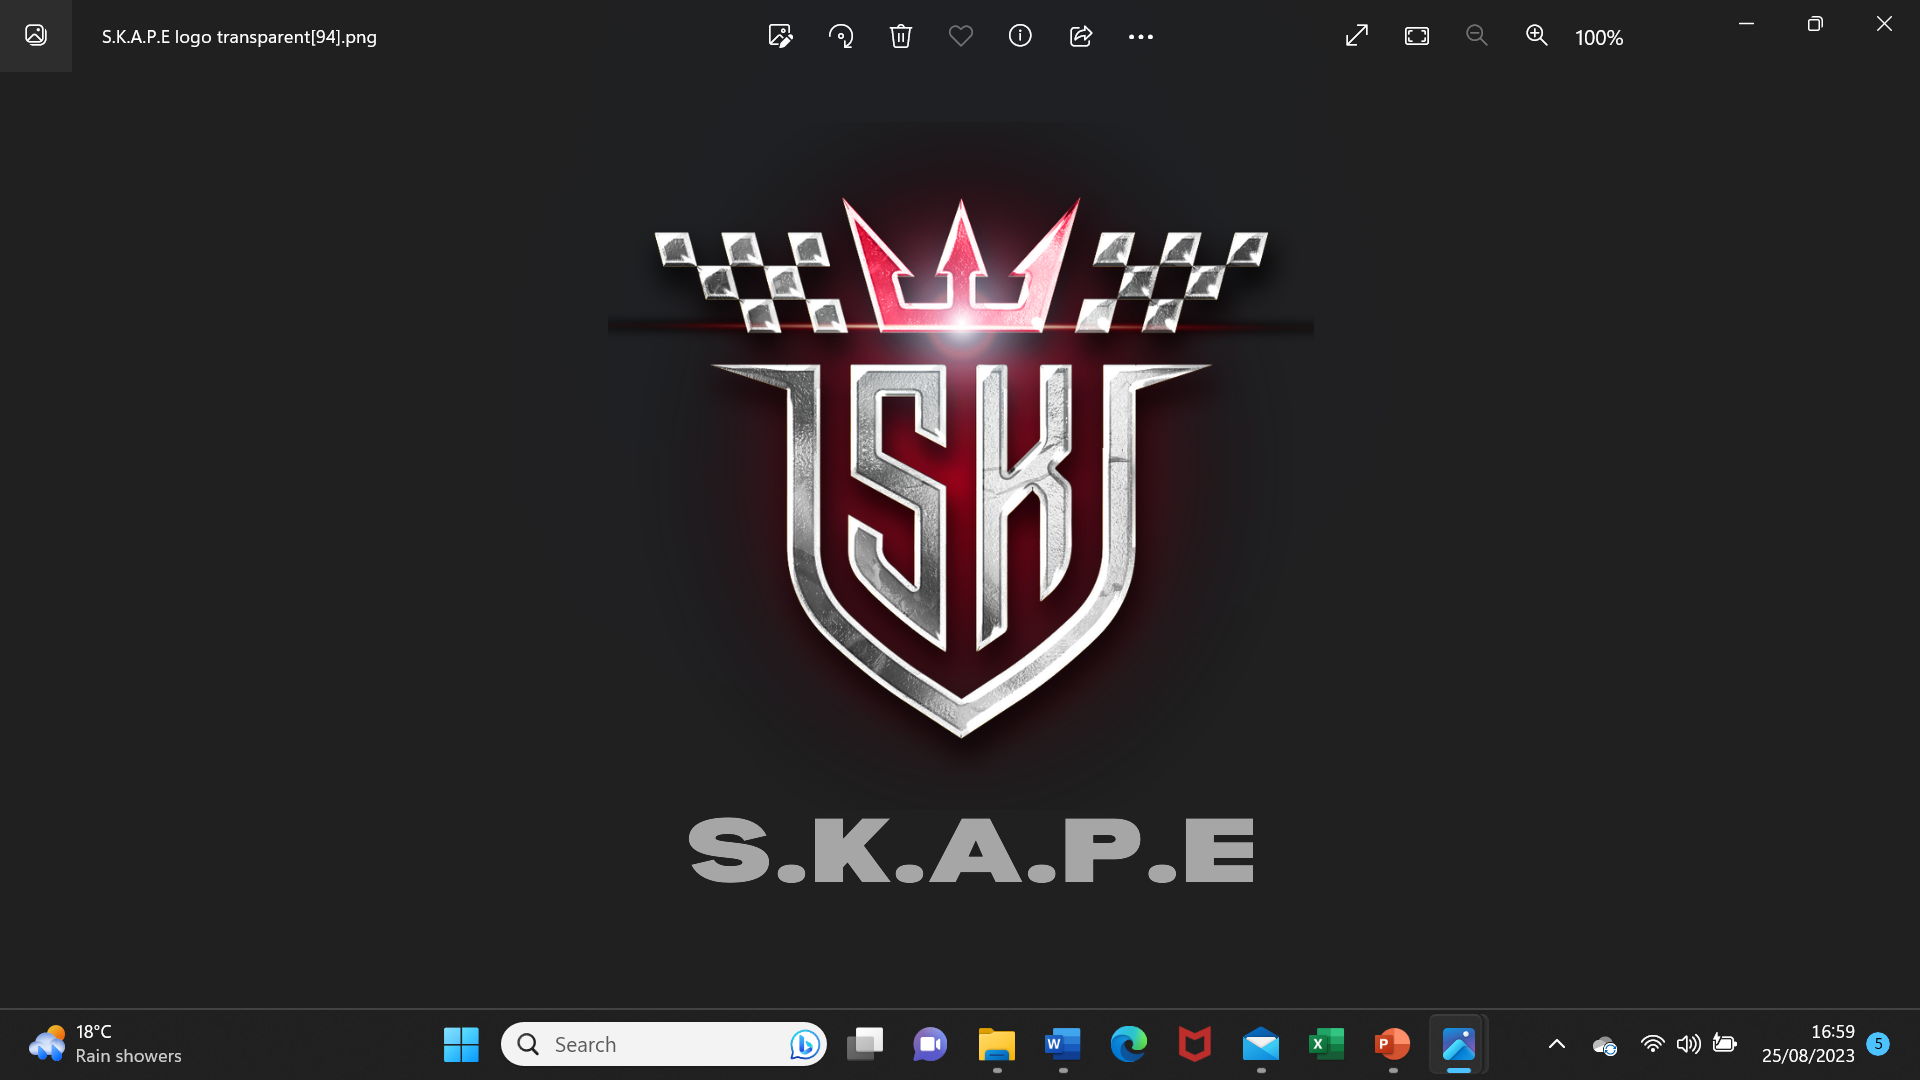 S.K.A.P.E logo transparent[94].png
100%
SK
S.K.A.P.E
18°C
Rain showers
Search
16:59
25/08/2023
5